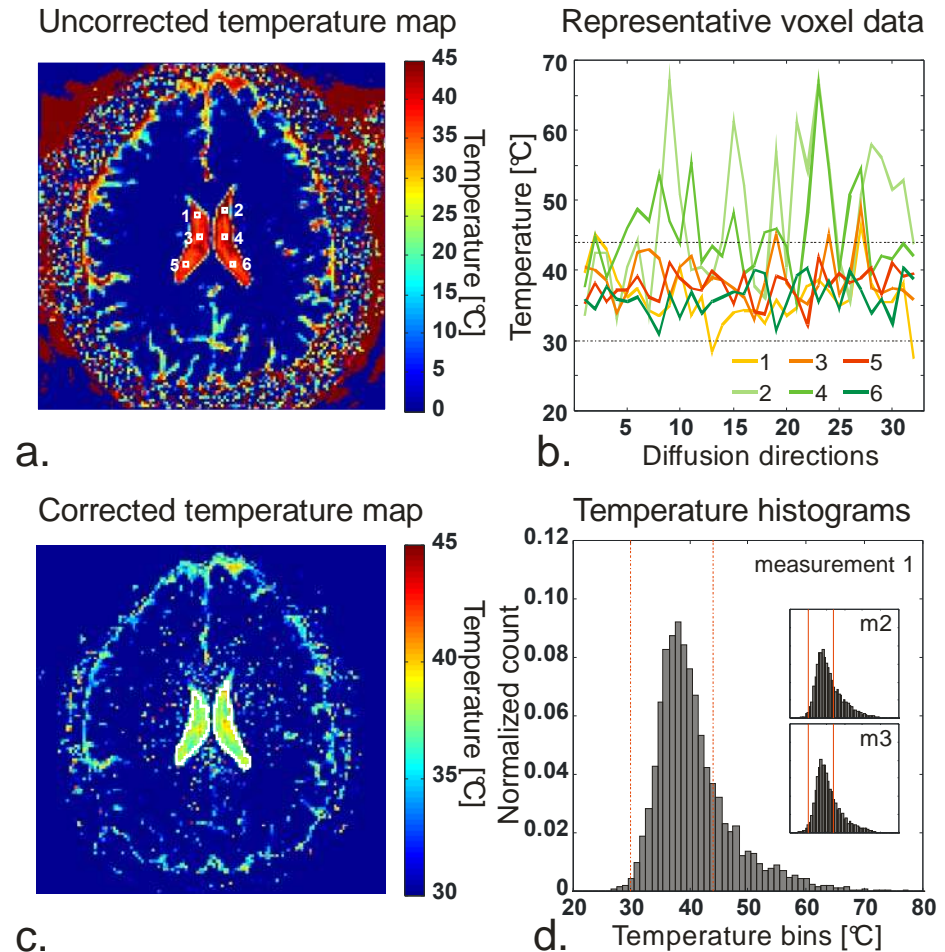 Uncorrected temperature map
45
40
35
30
25
20
15
10
5
0
Temperature [°C]
1
2
3
4
5
6
a.
Representative voxel data
70
60
50
40
30
20
Temperature [°C]
1 3 5
2 4 6
5 10 15 20 25 30
Diffusion directions
b.
Corrected temperature map
45
40
35
30
Temperature [°C]
c.
Temperature histograms
0.12
0.10
0.08
0.06
0.04
0.02
0
Normalized count
measurement 1
m2
m3
20 30 40 50 60 70 80
Temperature bins [°C]
d.